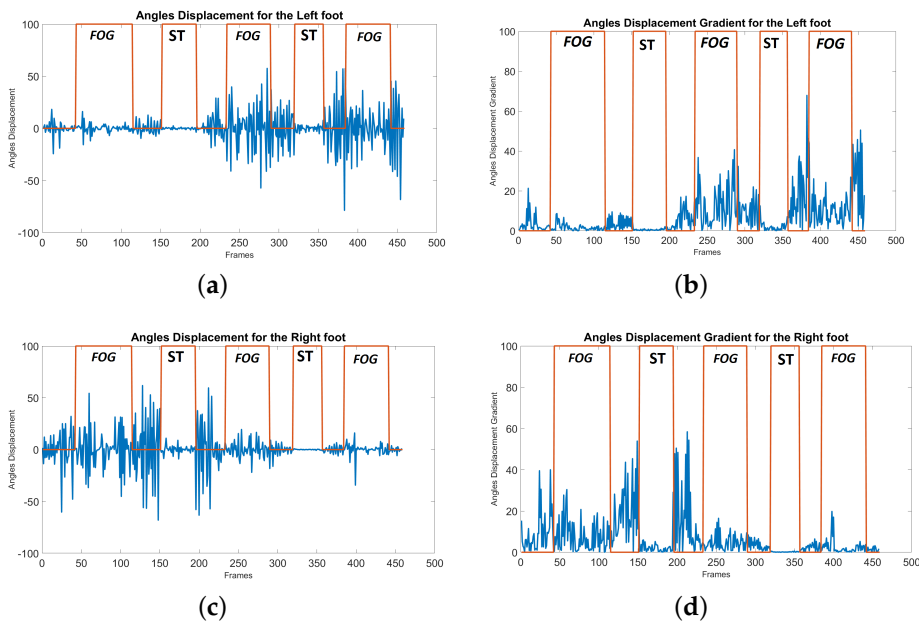 Angles Displacement for the Left foot
100
50
0
-50
-100
Angles Displacement
FOG ST FOG ST FOG
0 50 100 150 200 250 300 350 400 450 500
Frames
(a)
Angles Displacement Gradient for the Left foot
100
80
60
40
20
0
Angles Displacement Gradient
FOG ST FOG ST FOG
0 50 100 150 200 250 300 350 400 450 500
Frames
(b)
Angles Displacement for the Right foot
100
50
0
-50
-100
Angles Displacement
FOG ST FOG ST FOG
0 50 100 150 200 250 300 350 400 450 500
Frames
(c)
Angles Displacement Gradient for the Right foot
100
80
60
40
20
0
Angles Displacement Gradient
FOG ST FOG ST FOG
0 50 100 150 200 250 300 350 400 450 500
Frames
(d)